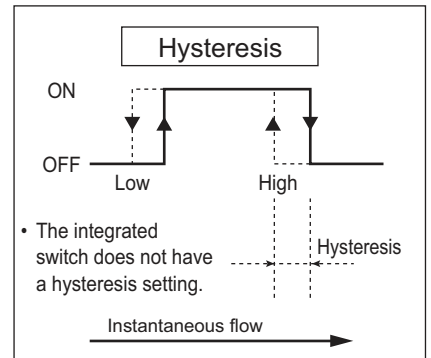 Hysteresis
ON
OFF
Low
High
• The integrated
switch does not have
a hysteresis setting.
Hysteresis
Instantaneous flow